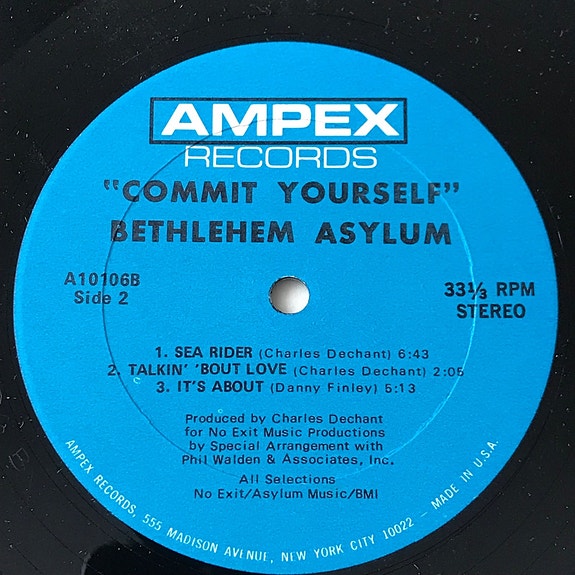 AMPEX
RECORDS
"COMMIT YOURSELF"
BETHLEHEM ASYLUM
A10106B
Side 2
33⅓ RPM
STEREO
1. SEA RIDER (Charles Dechant) 6:43
2. TALKIN' 'BOUT LOVE (Charles Dechant) 2:05
3. IT'S ABOUT (Danny Finley) 5:13
Produced by Charles Dechant
for No Exit Music Productions
by Special Arrangement with
Phil Walden & Associates, Inc.
All Selections
No Exit/Asylum Music/BMI
AMPEX RECORDS, 555 MADISON AVENUE, NEW YORK CITY 10022 - MADE IN U.S.A.